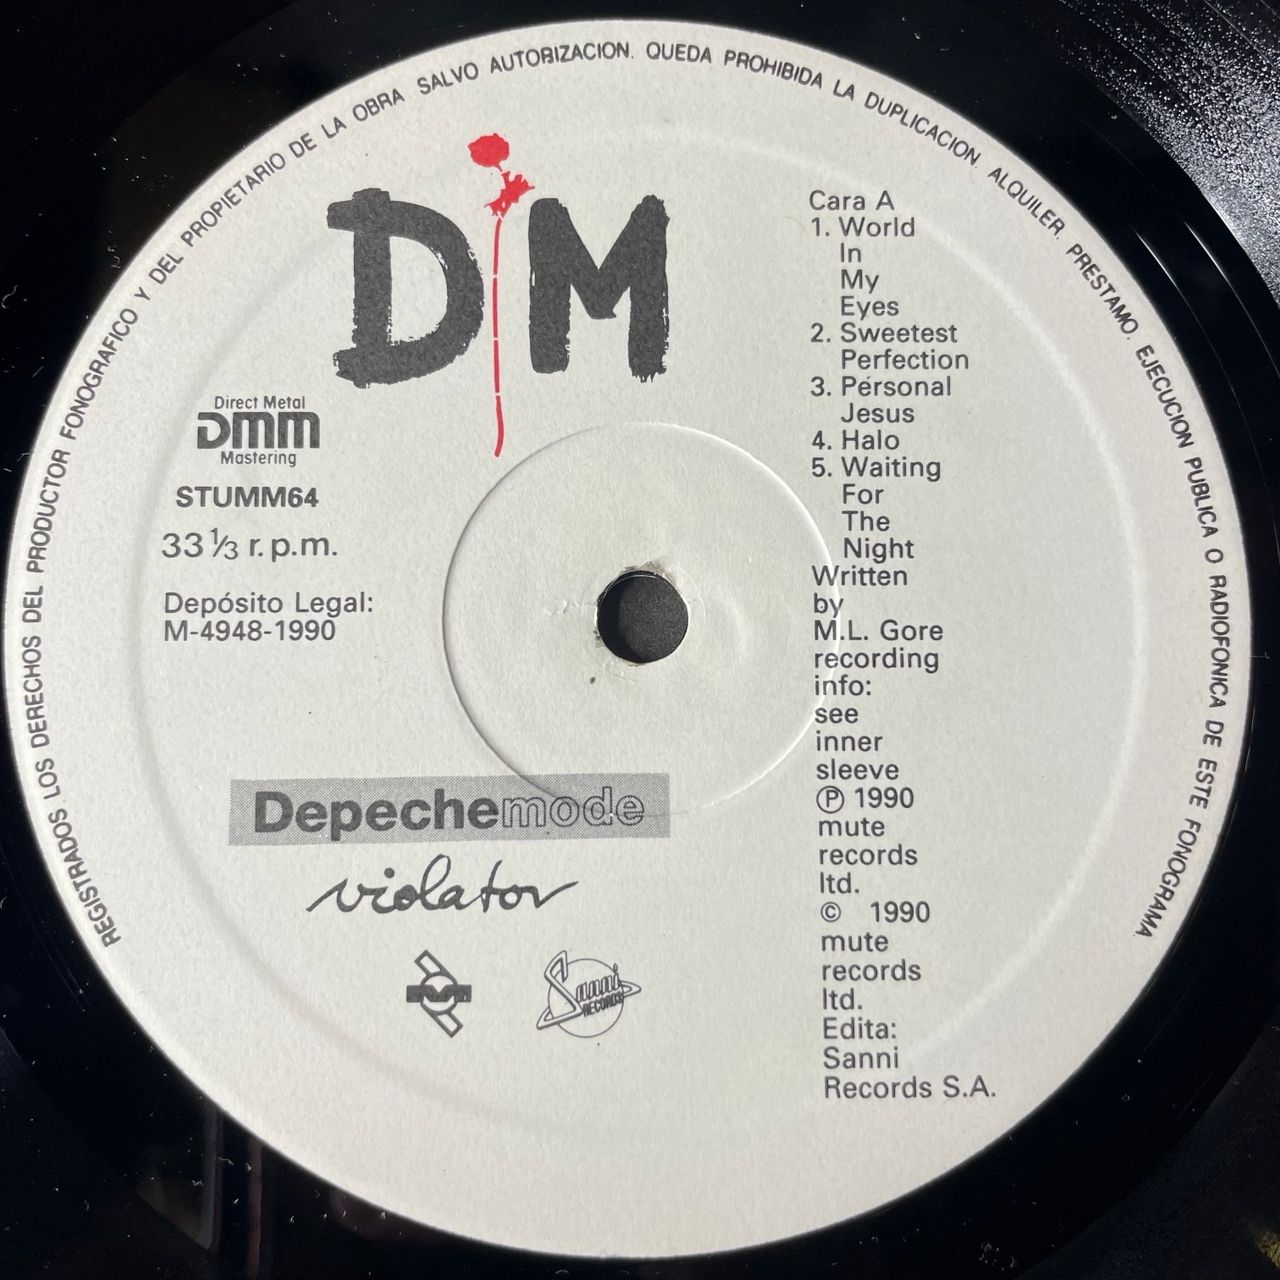 REGISTRADOS LOS DERECHOS DEL PRODUCTOR FONOGRAFICO Y DEL PROPIETARIO DE LA OBRA SALVO AUTORIZACION. QUEDA PROHIBIDA LA DUPLICACION. ALQUILER. PRESTAMO. EJECUCION PUBLICA O RADIOFONICA DE ESTE FONOGRAMA
DM
Direct Metal
DMM
Mastering
STUMM64
33 1/3 r.p.m.
Depósito Legal:
M-4948-1990
Depechemode
violator
Sanni
RECORDS
Cara A
1. World
In
My
Eyes
2. Sweetest
Perfection
3. Pérsonal
Jesus
4. Halo
5. Waiting
For
The
Night
Written
by
M.L. Gore
recording
info:
see
inner
sleeve
Ⓟ 1990
mute
records
ltd.
© 1990
mute
records
ltd.
Edita:
Sanni
Records S.A.